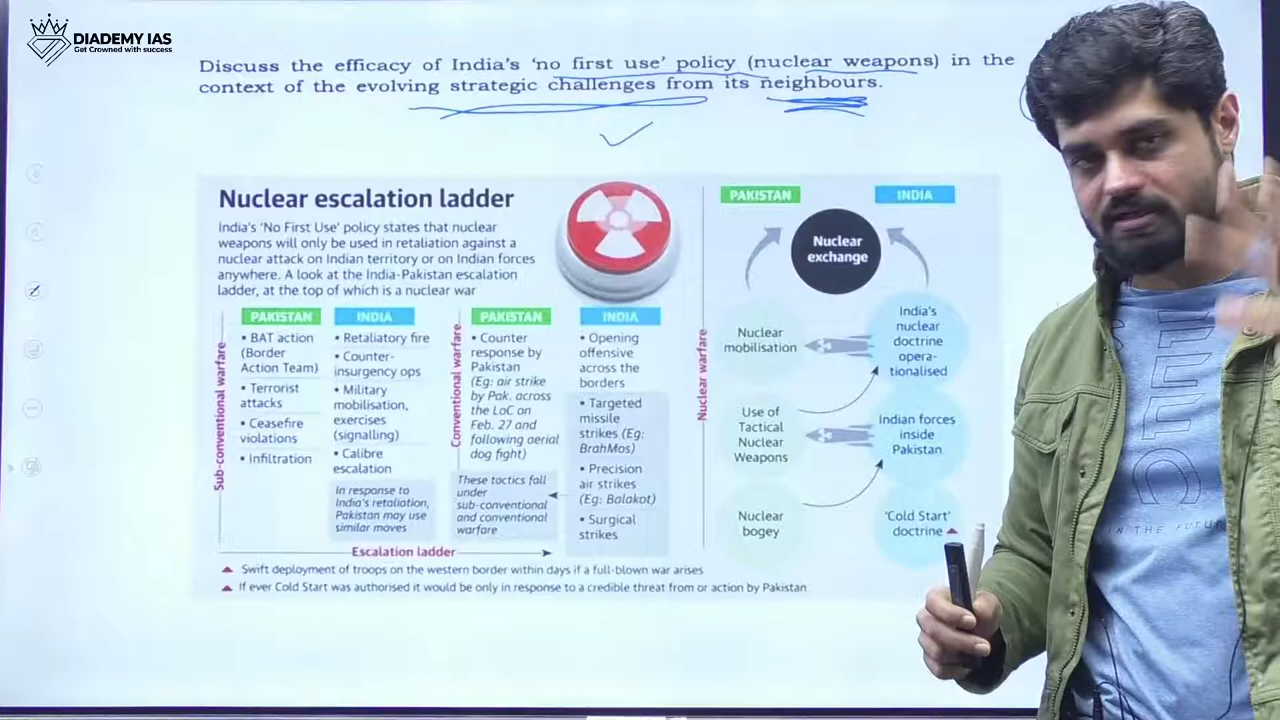 DIADEMY IAS
Get Crowned with success
Discuss the efficacy of India's 'no first use' policy (nuclear weapons) in the
context of the evolving strategic challenges from its neighbours.
Nuclear escalation ladder
India's 'No First Use' policy states that nuclear
weapons will only be used in retaliation against a
nuclear attack on Indian territory or on Indian forces
anywhere. A look at the India-Pakistan escalation
ladder, at the top of which is a nuclear war
Sub-conventional warfare
PAKISTAN
• BAT action
(Border
Action Team)
• Terrorist
attacks
• Ceasefire
violations
• Infiltration
INDIA
• Retaliatory fire
• Counter-
insurgency ops
• Military
mobilisation,
exercises
(signalling)
• Calibre
escalation
In response to
India's retaliation,
Pakistan may use
similar moves
Conventional warfare
PAKISTAN
• Counter
response by
Pakistan
(Eg: air strike
by Pak. across
the LoC on
Feb. 27 and
following aerial
dog fight)
These tactics fall
under
sub-conventional
and conventional
warfare
INDIA
• Opening
offensive
across the
borders
• Targeted
missile
strikes (Eg:
BrahMos)
• Precision
air strikes
(Eg: Balakot)
• Surgical
strikes
Escalation ladder
Nuclear warfare
PAKISTAN
INDIA
Nuclear
exchange
Nuclear
mobilisation
India's
nuclear
doctrine
opera-
tionalised
Use of
Tactical
Nuclear
Weapons
Indian forces
inside
Pakistan
Nuclear
bogey
'Cold Start'
doctrine
Swift deployment of troops on the western border within days if a full-blown war arises
If ever Cold Start was authorised it would be only in response to a credible threat from or action by Pakistan
IN THE FUTUR